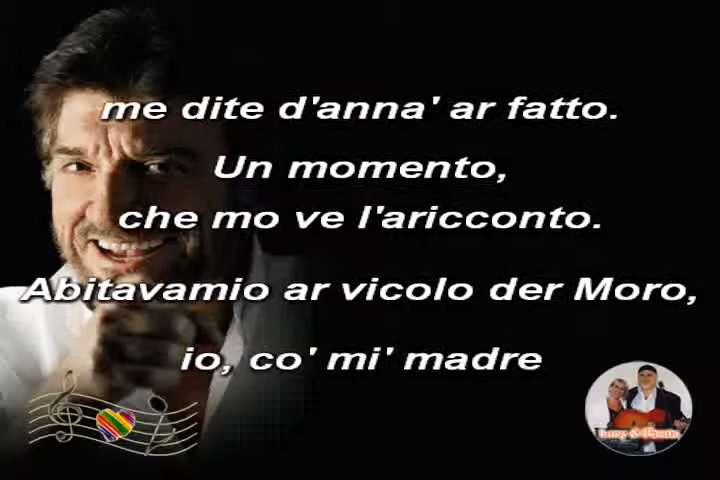 me dite d'anna' ar fatto.
Un momento,
che mo ve l'aricconto.
Abitavamio ar vicolo der Moro,
io, co' mi' madre